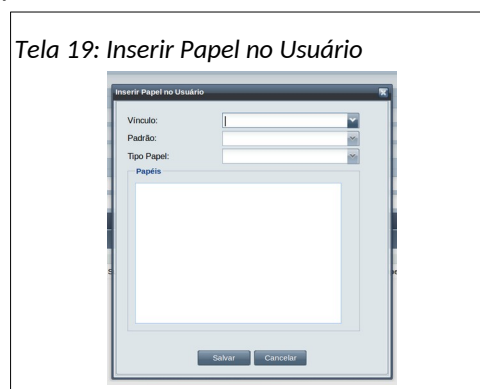 Tela 19: Inserir Papel no Usuário
Inserir Papel no Usuário
Vínculo:
Padrão:
Tipo Papel:
Papéis
Salvar Cancelar